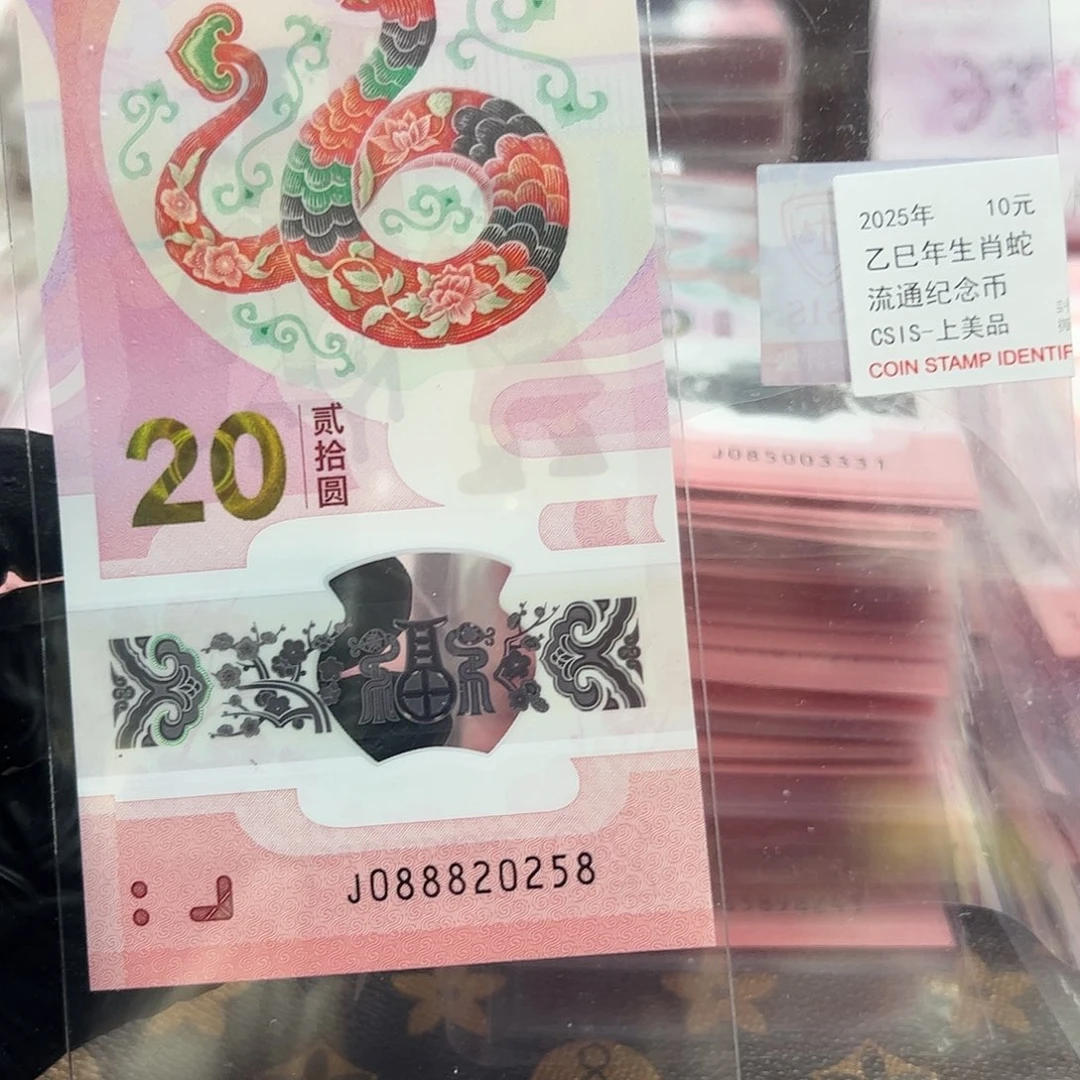 20
贰拾圆
J088820258
2025年 10元
乙巳年生肖蛇
流通纪念币
CSIS-上美品
COIN STAMP IDENTIF
J085003331